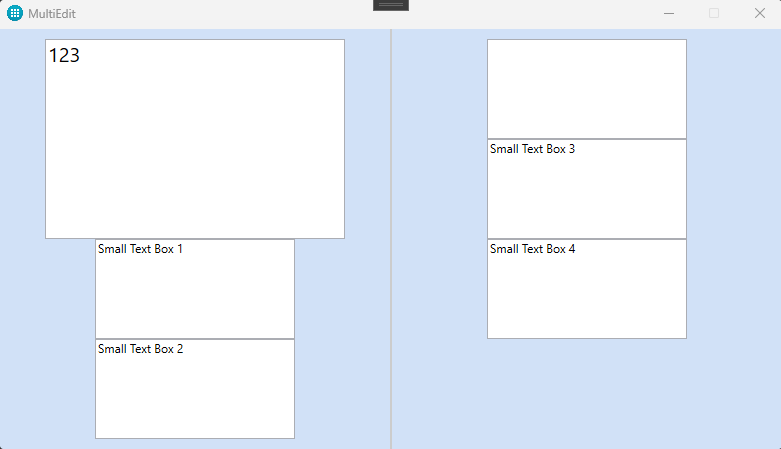 MultiEdit
123
Small Text Box 1
Small Text Box 2
Small Text Box 3
Small Text Box 4